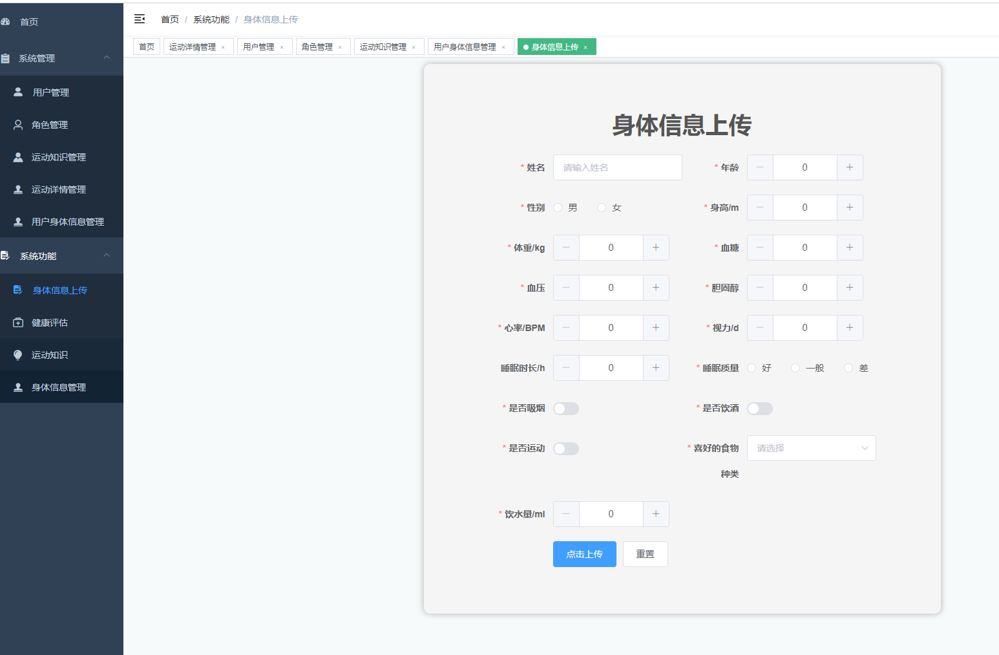 首页
系统管理
用户管理
角色管理
运动知识管理
运动详情管理
用户身体信息管理
系统功能
身体信息上传
健康评估
运动知识
身体信息管理
首页 / 系统功能 / 身体信息上传
首页 运动详情管理 × 用户管理 × 角色管理 × 运动知识管理 × 用户身体信息管理 × 身体信息上传 ×
身体信息上传
* 姓名 请输入姓名 * 年龄 0
* 性别 男 女 * 身高/m 0
* 体重/kg 0 * 血糖 0
* 血压 0 * 胆固醇 0
* 心率/BPM 0 * 视力/d 0
睡眠时长/h 0 * 睡眠质量 好 一般 差
* 是否吸烟 * 是否饮酒
* 是否运动 * 喜好的食物 请选择
种类
* 饮水量/ml 0
点击上传 重置